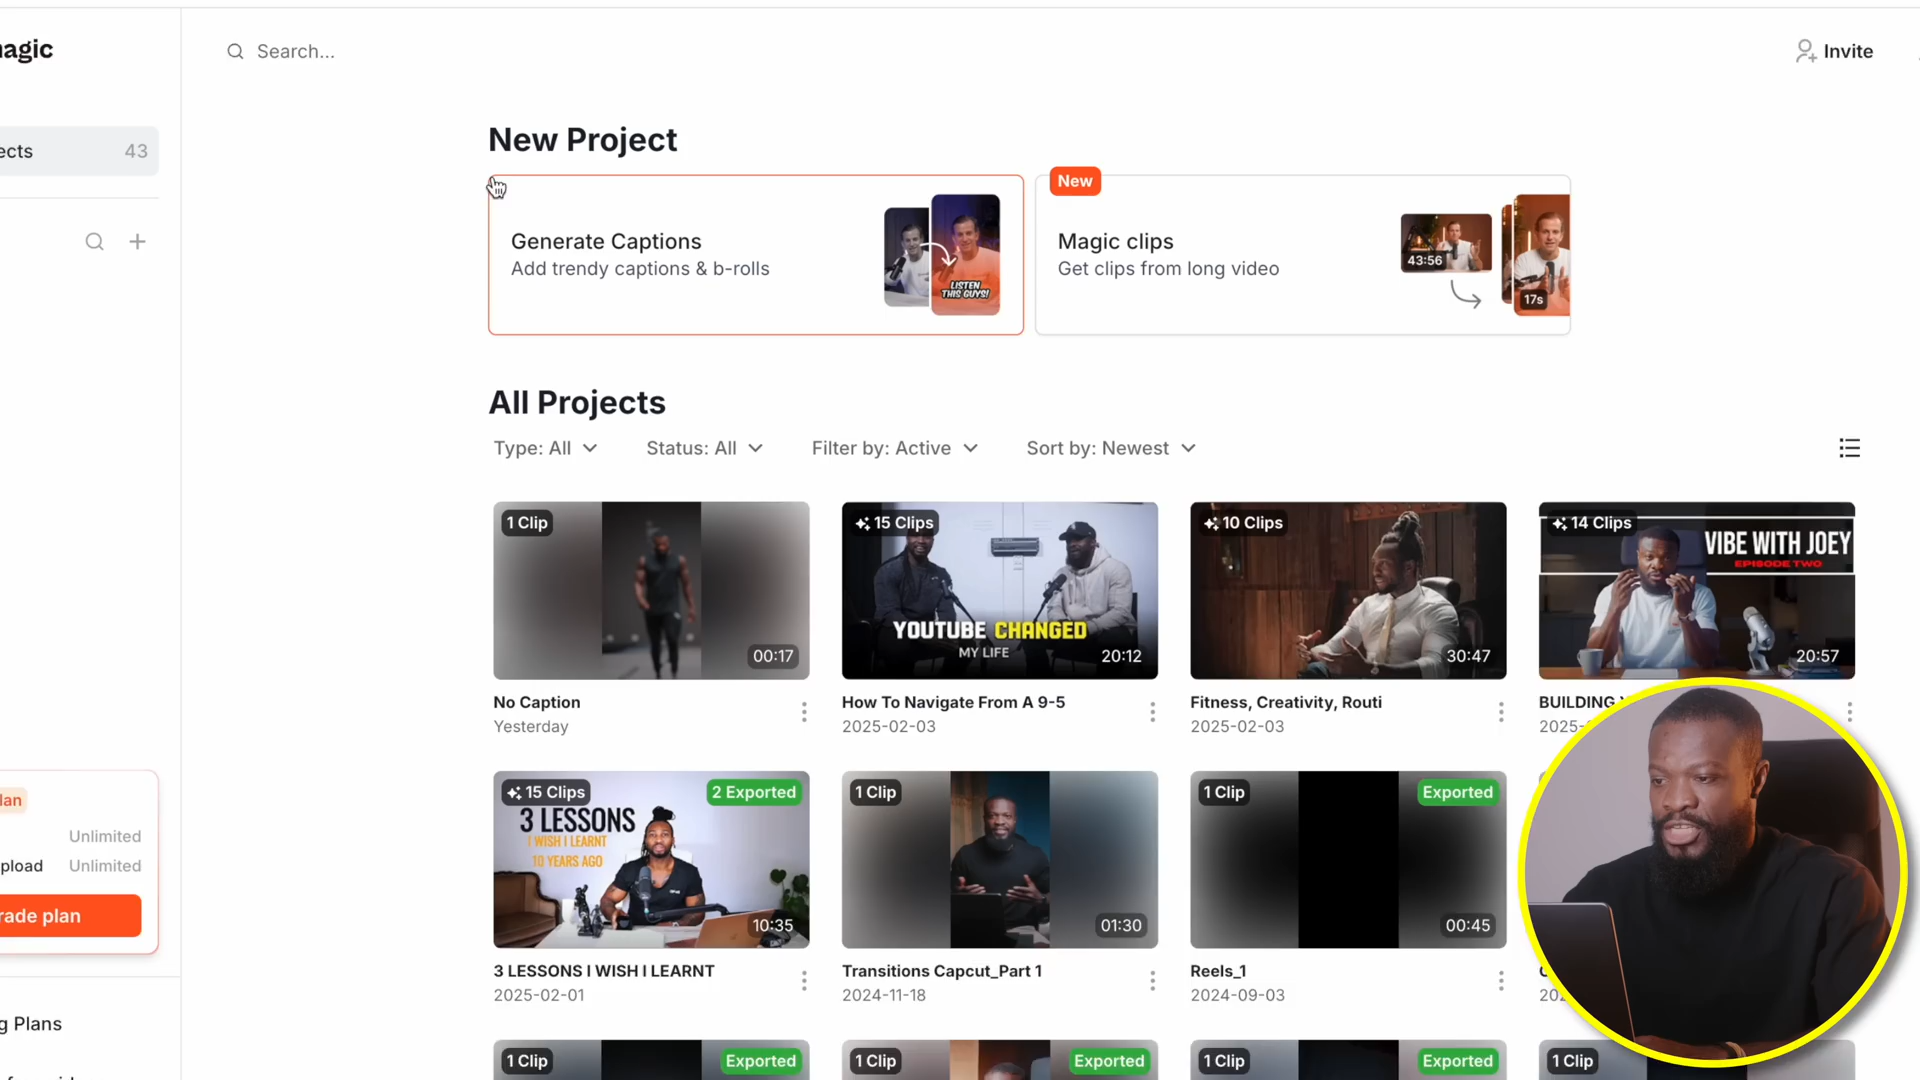 magic
Search...
Invite
ects 43
New Project
Generate Captions
Add trendy captions & b-rolls
LISTEN
THIS GUYS!
New
Magic clips
Get clips from long video
43:56
17s
All Projects
Type: All
Status: All
Filter by: Active
Sort by: Newest
1 Clip
00:17
No Caption
Yesterday
15 Clips
YOUTUBE CHANGED
MY LIFE
20:12
How To Navigate From A 9-5
2025-02-03
10 Clips
30:47
Fitness, Creativity, Routi
2025-02-03
14 Clips
VIBE WITH JOEY
EPISODE TWO
20:57
BUILDING
2025-
15 Clips
2 Exported
3 LESSONS
I WISH I LEARNT
10 YEARS AGO
10:35
3 LESSONS I WISH I LEARNT
2025-02-01
1 Clip
01:30
Transitions Capcut_Part 1
2024-11-18
1 Clip
Exported
00:45
Reels_1
2024-09-03
lan
Unlimited
pload Unlimited
rade plan
g Plans
1 Clip
Exported
1 Clip
Exported
1 Clip
Exported
1 Clip